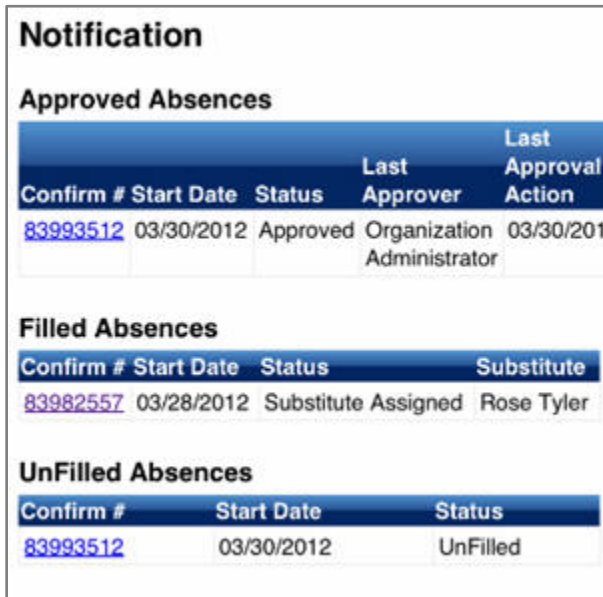 Notification
Approved Absences
Confirm # Start Date Status Last Approver Last Approval Action
83993512 03/30/2012 Approved Organization Administrator 03/30/201
Filled Absences
Confirm # Start Date Status Substitute
83982557 03/28/2012 Substitute Assigned Rose Tyler
UnFilled Absences
Confirm # Start Date Status
83993512 03/30/2012 UnFilled